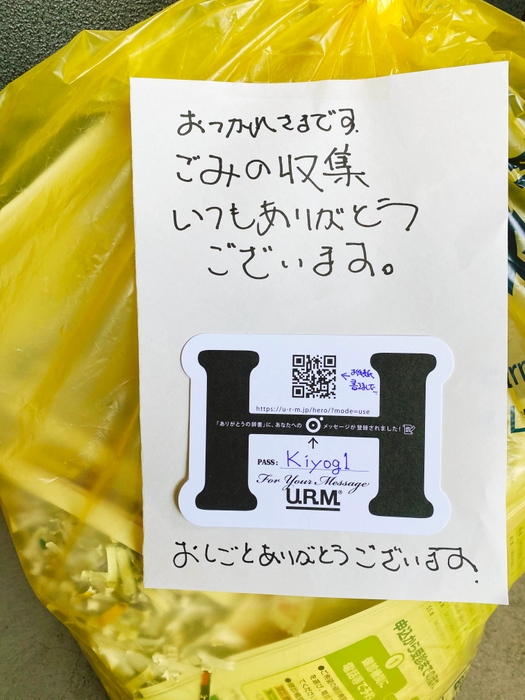 おつかれさまです.
ごみの収集
いつもありがとう
ございます。
https://u-r-m.jp/hero/?mode=use
「ありがとうの辞書」に、あなたへの メッセージが登録されました!
PASS: Kiyog1
For Your Message
U.R.M.®
おしごとありがとうございます.
申込から